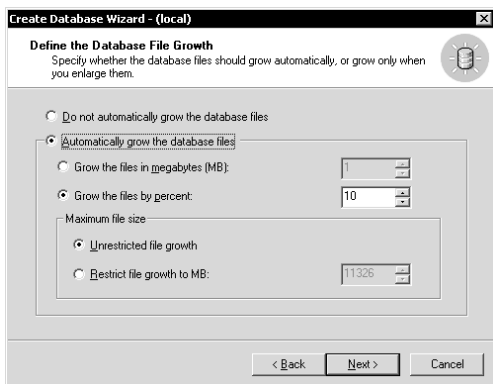 Create Database Wizard - (local)
Define the Database File Growth
Specify whether the database files should grow automatically, or grow only when
you enlarge them.
Do not automatically grow the database files
Automatically grow the database files
Grow the files in megabytes (MB):
1
Grow the files by percent:
10
Maximum file size
Unrestricted file growth
Restrict file growth to MB:
11326
< Back
Next >
Cancel